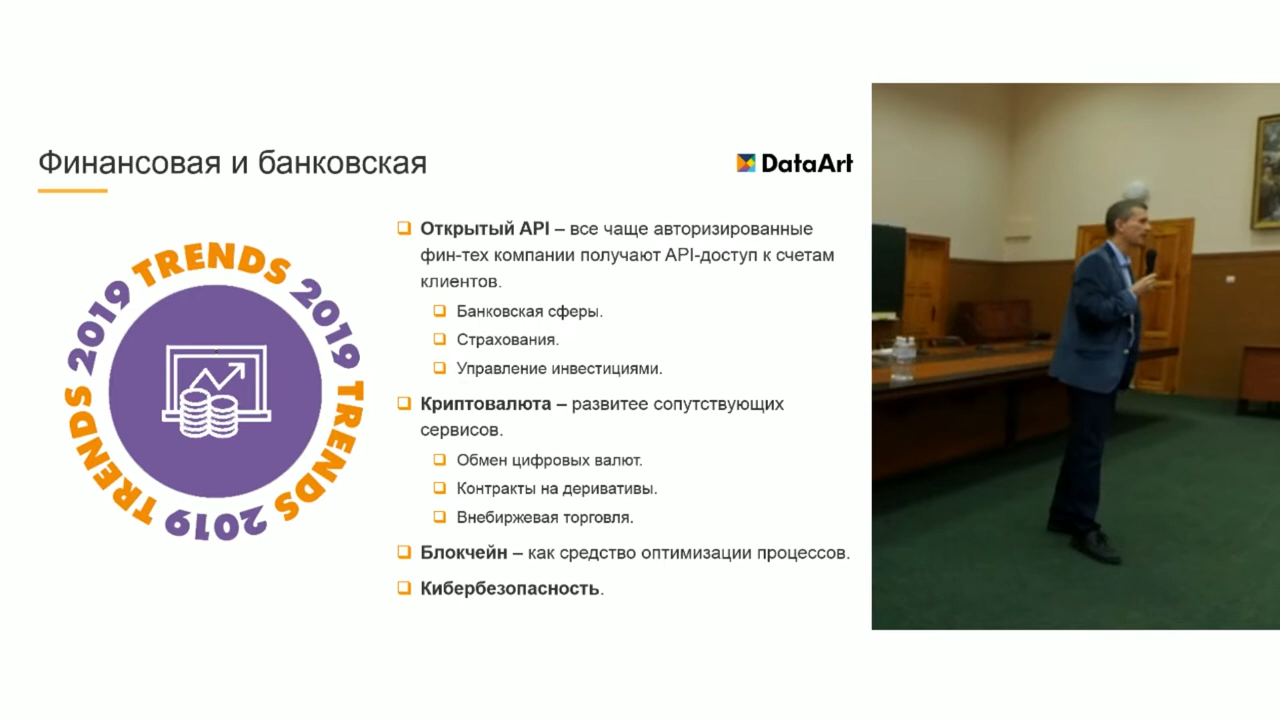 Финансовая и банковская
DataArt
TRENDS 2019 TRENDS 2019 TRENDS 2019
❑ Открытый API – все чаще авторизированные
фин-тех компании получают API-доступ к счетам
клиентов.
❑ Банковская сферы.
❑ Страхования.
❑ Управление инвестициями.
❑ Криптовалюта – развитее сопутствующих
сервисов.
❑ Обмен цифровых валют.
❑ Контракты на деривативы.
❑ Внебиржевая торговля.
❑ Блокчейн – как средство оптимизации процессов.
❑ Кибербезопасность.